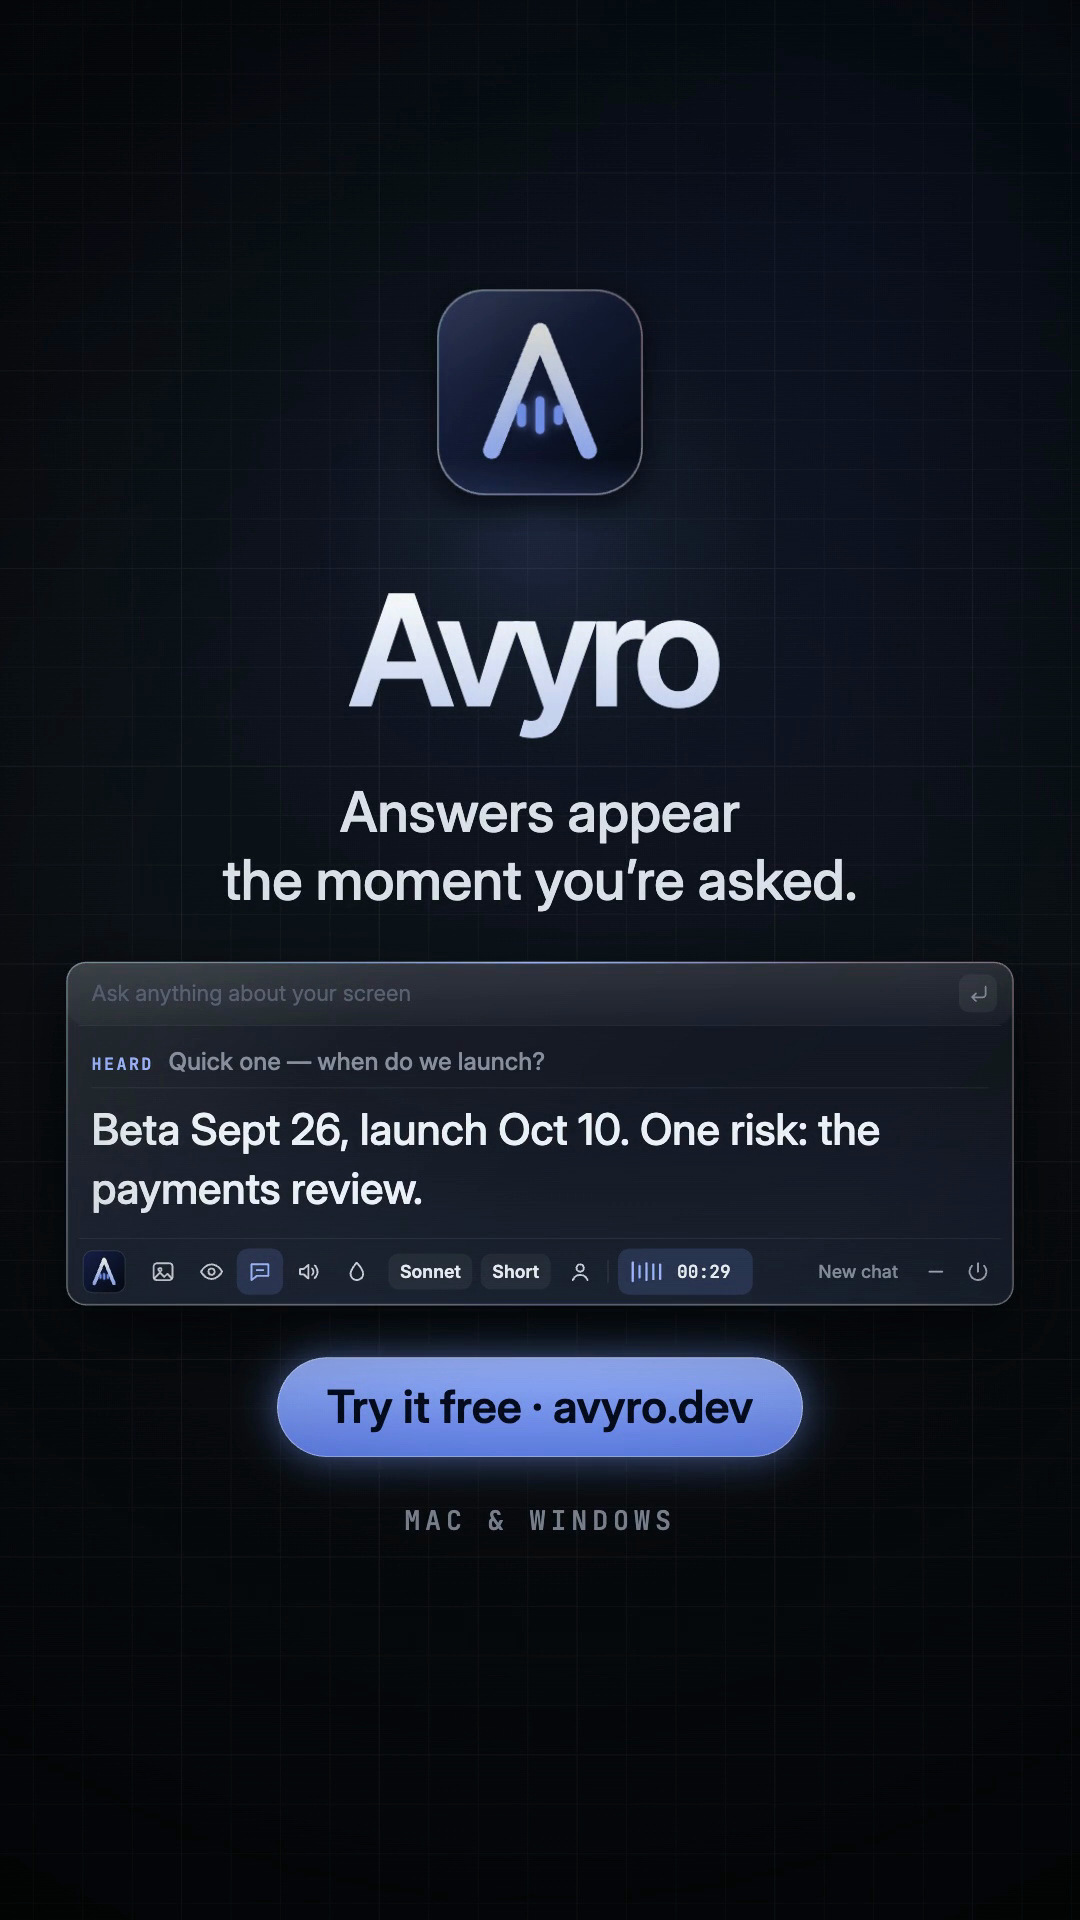 Avyro
Answers appear
the moment you’re asked.
Ask anything about your screen
HEARD Quick one — when do we launch?
Beta Sept 26, launch Oct 10. One risk: the
payments review.
Sonnet Short 00:29 New chat
Try it free · avyro.dev
MAC & WINDOWS